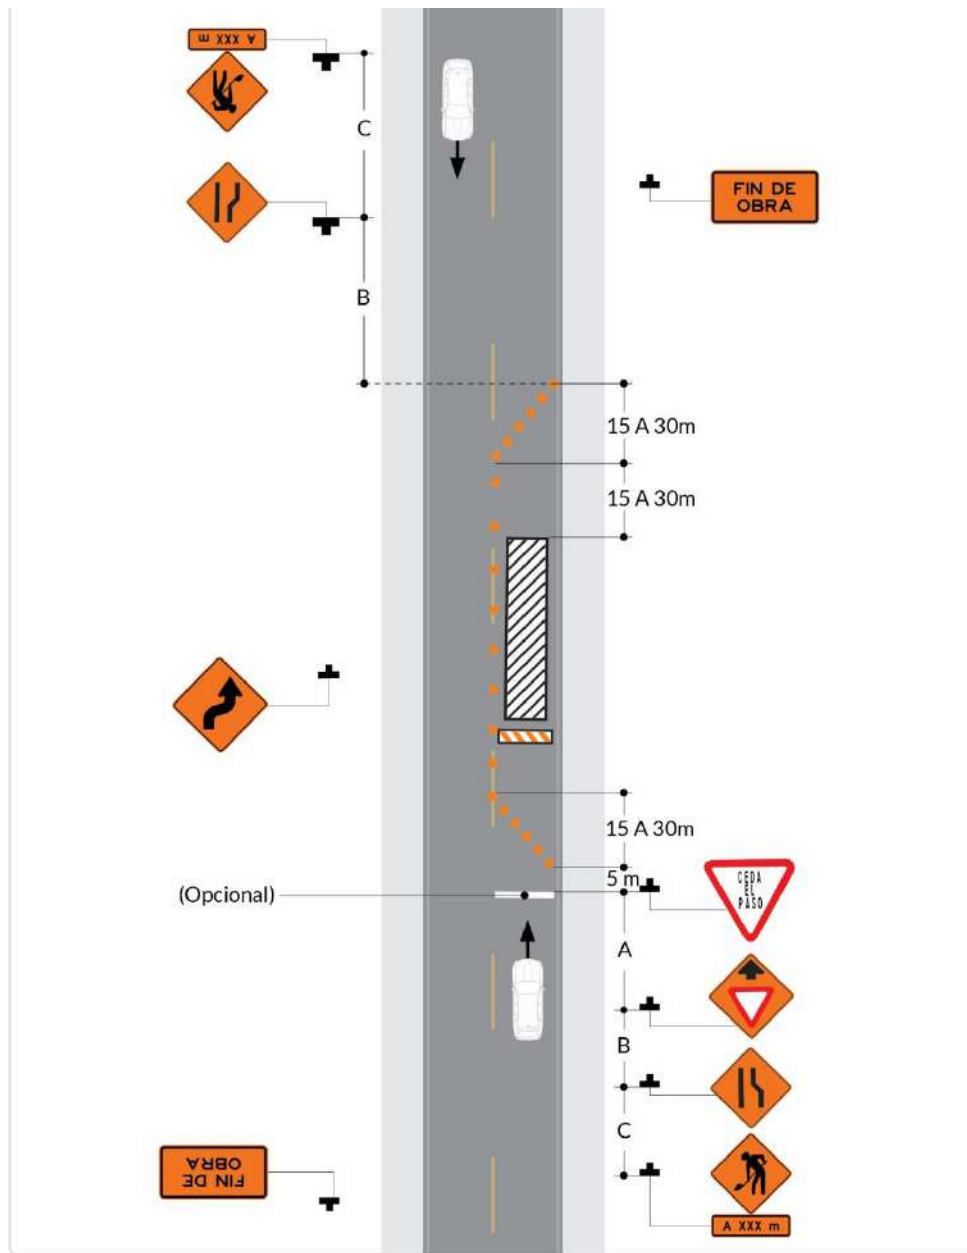 A XXX m
C
FIN DE
OBRA
B
15 A 30m
15 A 30m
15 A 30m
5 m
(Opcional)
CEDA
EL
PASO
A
B
C
FIN DE
OBRA
A XXX m